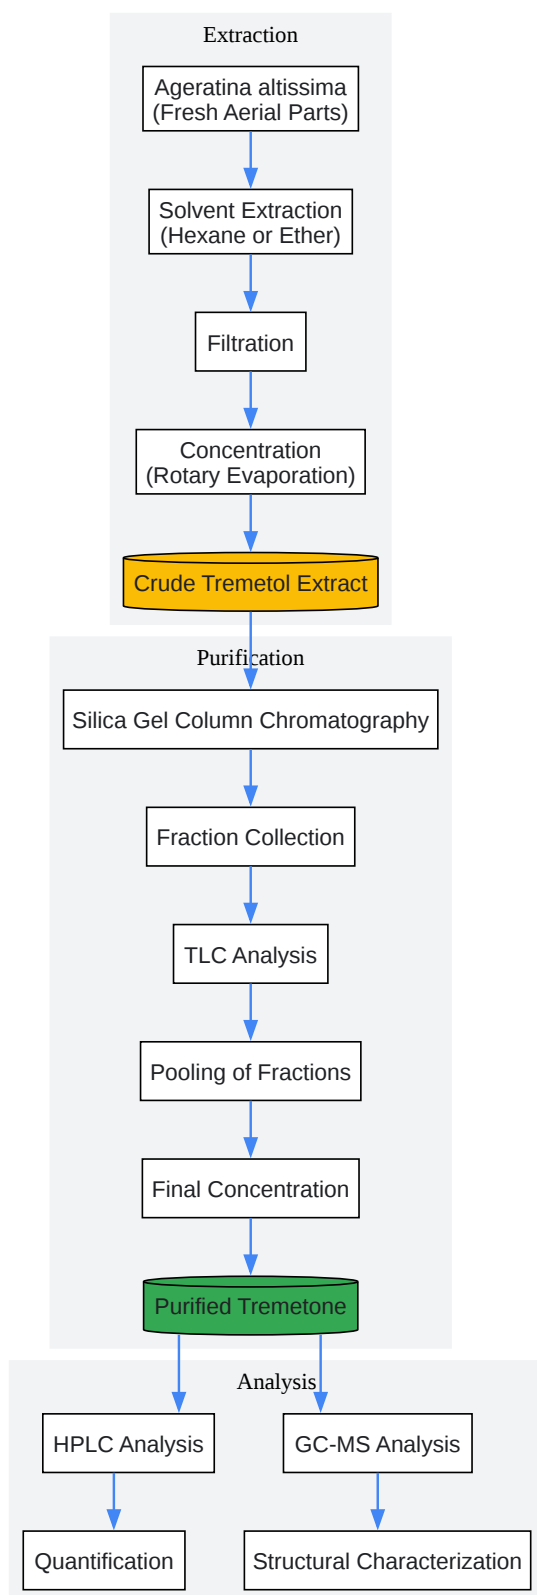 Extraction
Ageratina altissima
(Fresh Aerial Parts)
Solvent Extraction
(Hexane or Ether)
Filtration
Concentration
(Rotary Evaporation)
Crude Tremetol Extract
Purification
Silica Gel Column Chromatography
Fraction Collection
TLC Analysis
Pooling of Fractions
Final Concentration
Purified Tremetone
Analysis
HPLC Analysis
GC-MS Analysis
Quantification
Structural Characterization